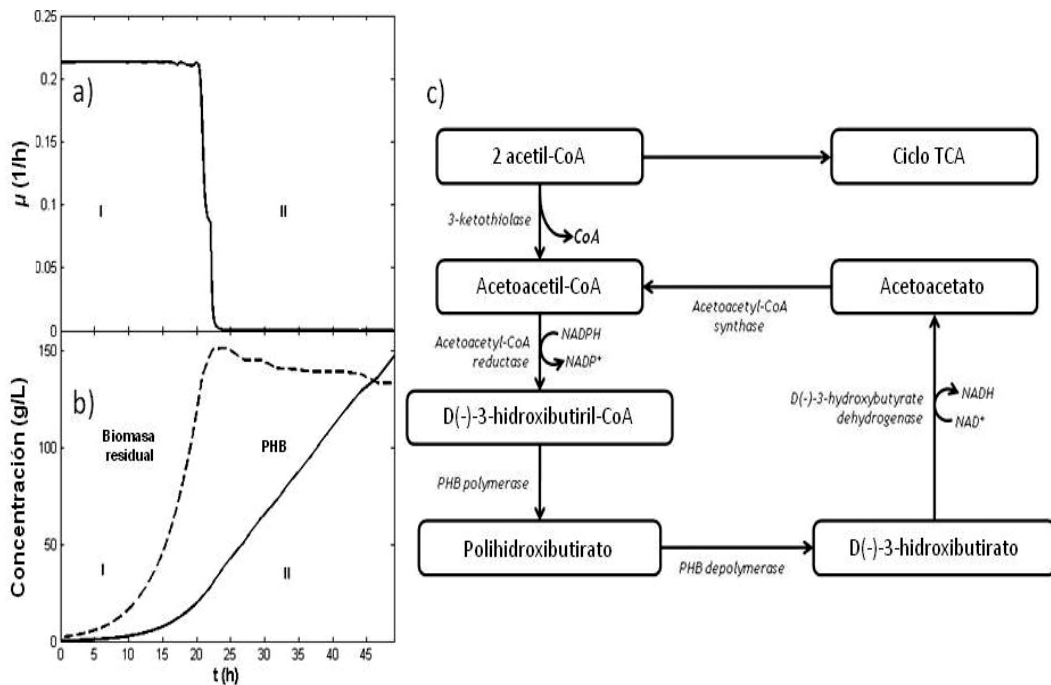 a)
μ (1/h)
0.25
0.2
0.15
0.1
0.05
0
I
II
b)
Concentración (g/L)
150
100
50
0
Biomasa
residual
PHB
I
II
0 5 10 15 20 25 30 35 40 45
t (h)
c)
2 acetil-CoA
Ciclo TCA
3-ketothiolase
CoA
Acetoacetil-CoA
Acetoacetato
Acetoacetyl-CoA
synthase
Acetoacetyl-CoA
reductase
NADPH
NADP⁺
D(-)-3-hidroxibutiril-CoA
D(-)-3-hydroxybutyrate
dehydrogenase
NADH
NAD⁺
PHB polymerase
Polihidroxibutirato
PHB depolymerase
D(-)-3-hidroxibutirato